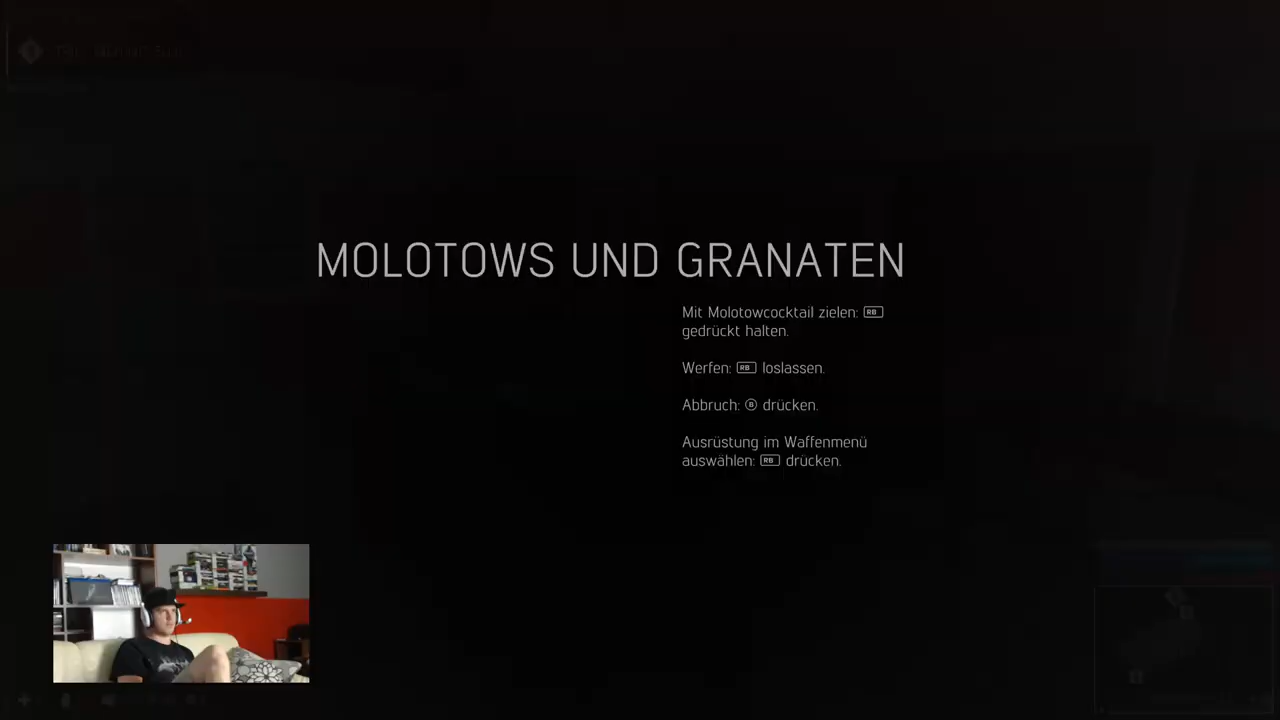 MOLOTOWS UND GRANATEN
Mit Molotowcocktail zielen: RB
gedrückt halten.
Werfen: RB loslassen.
Abbruch: B drücken.
Ausrüstung im Waffenmenü
auswählen: RB drücken.